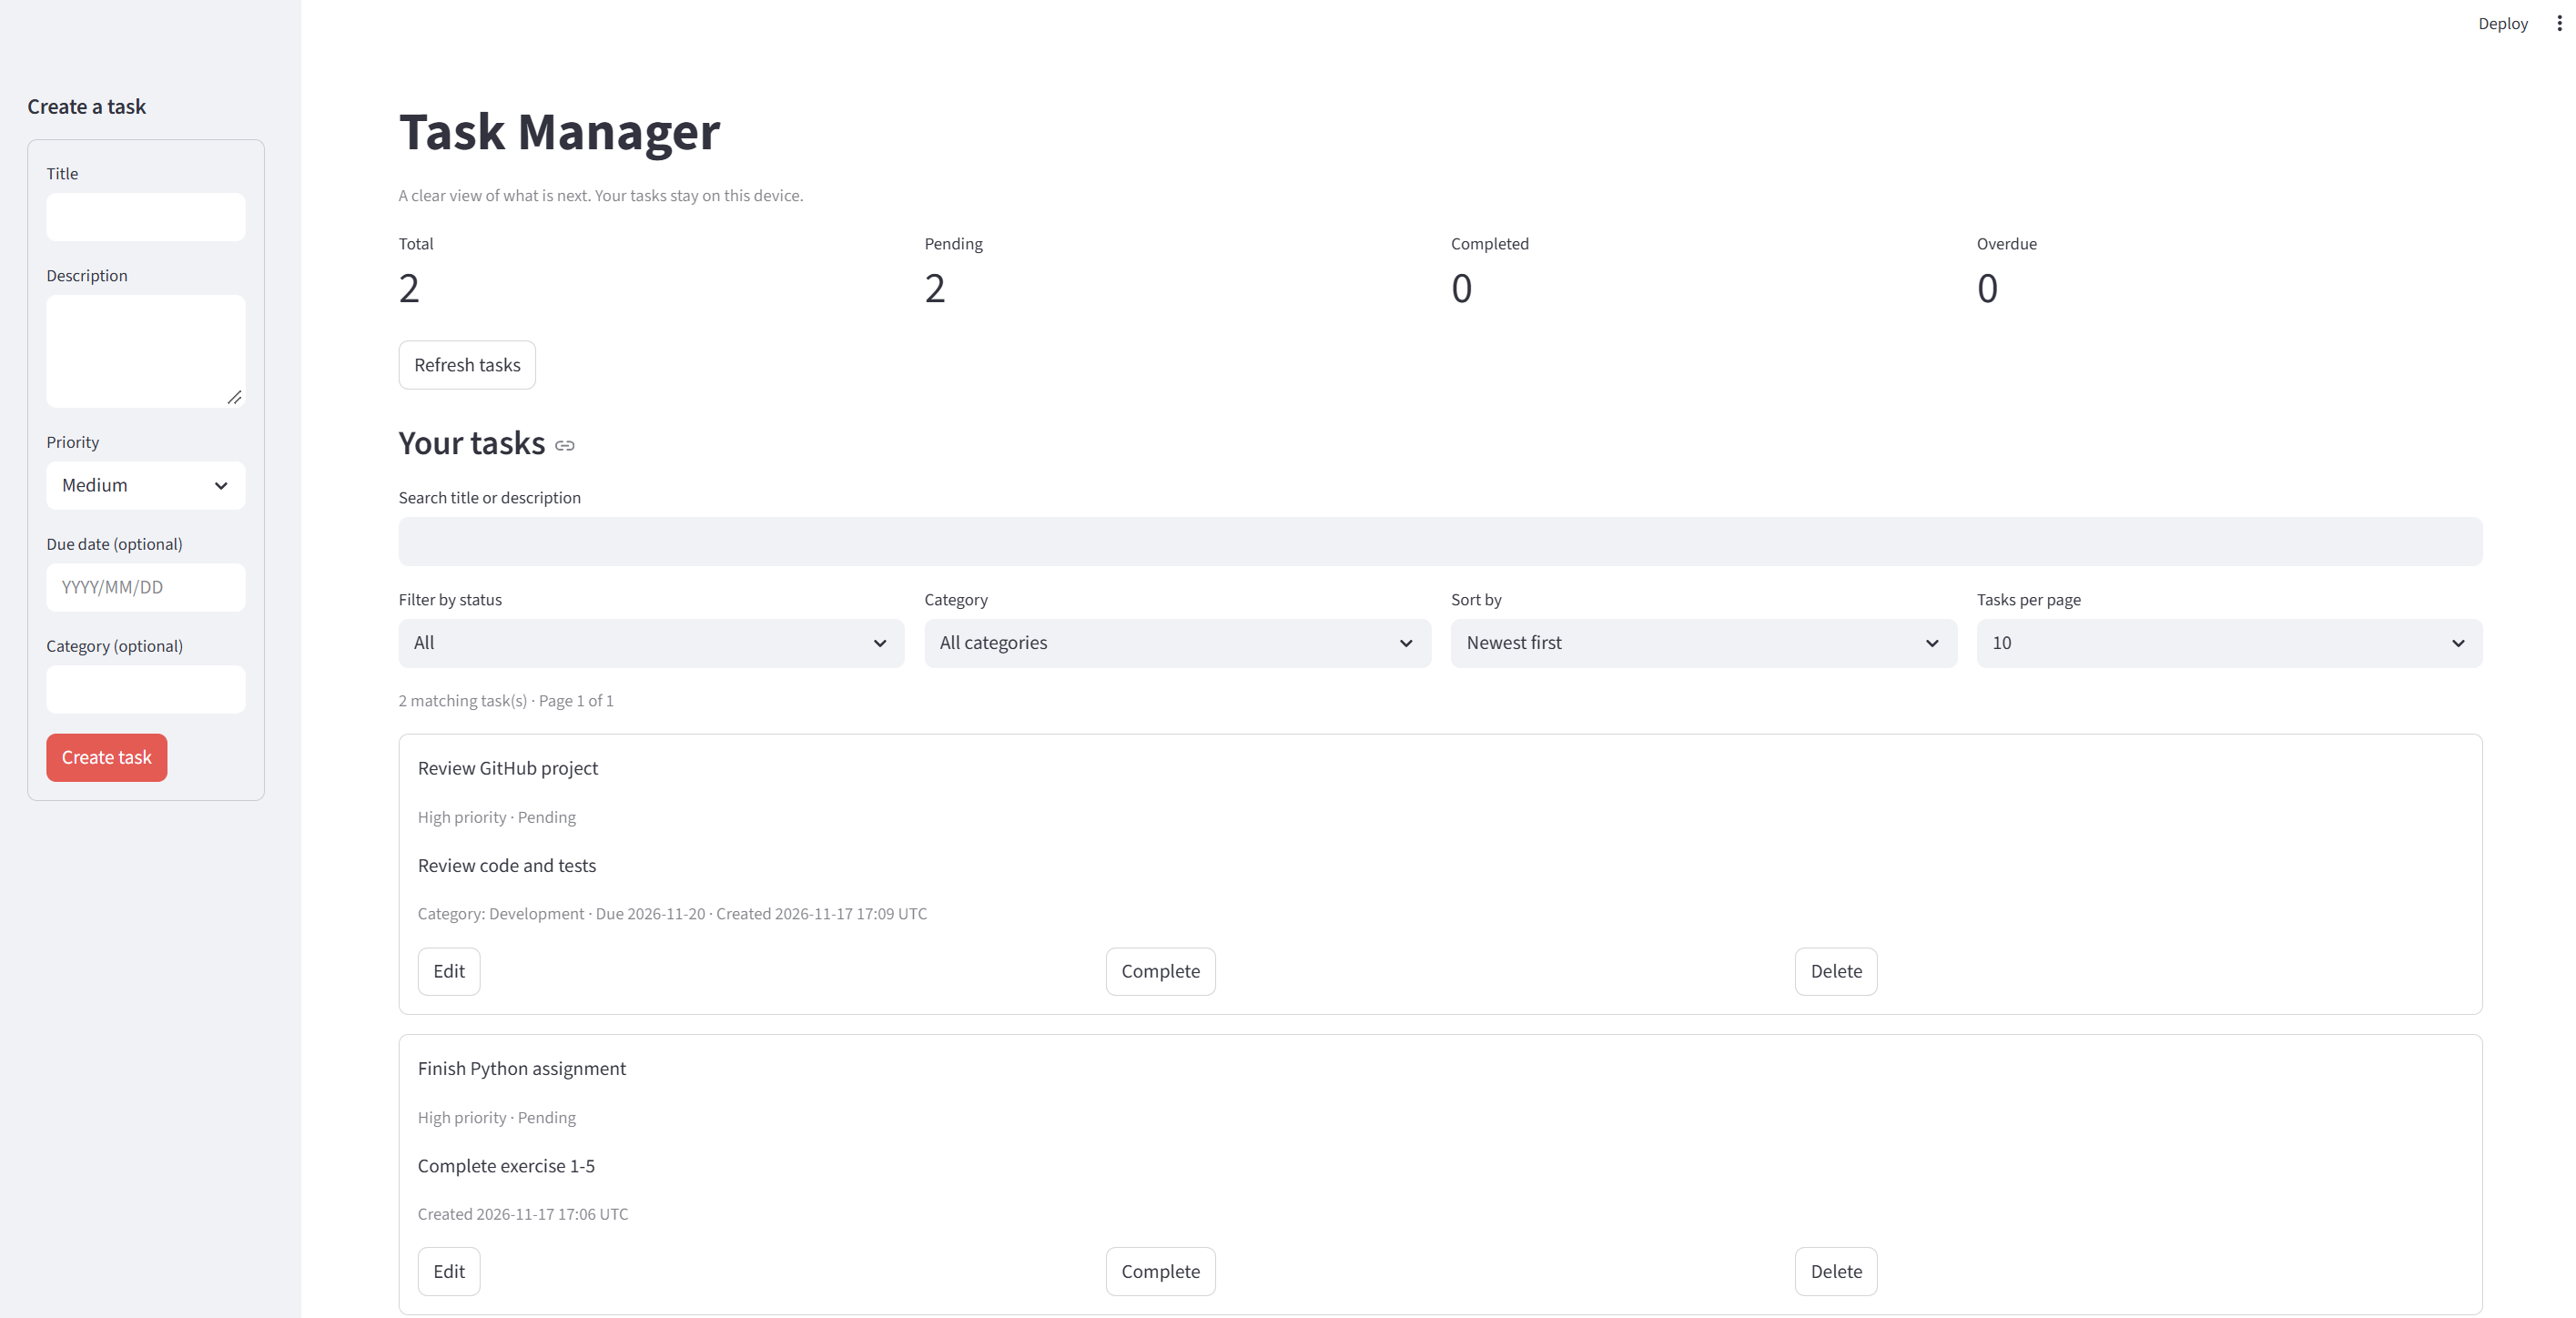 Deploy
Create a task
Title
Description
Priority
Medium
Due date (optional)
YYYY/MM/DD
Category (optional)
Create task
Task Manager
A clear view of what is next. Your tasks stay on this device.
Total Pending Completed Overdue
2 2 0 0
Refresh tasks
Your tasks
Search title or description
Filter by status Category Sort by Tasks per page
All All categories Newest first 10
2 matching task(s) · Page 1 of 1
Review GitHub project
High priority · Pending
Review code and tests
Category: Development · Due 2026-11-20 · Created 2026-11-17 17:09 UTC
Edit Complete Delete
Finish Python assignment
High priority · Pending
Complete exercise 1-5
Created 2026-11-17 17:06 UTC
Edit Complete Delete